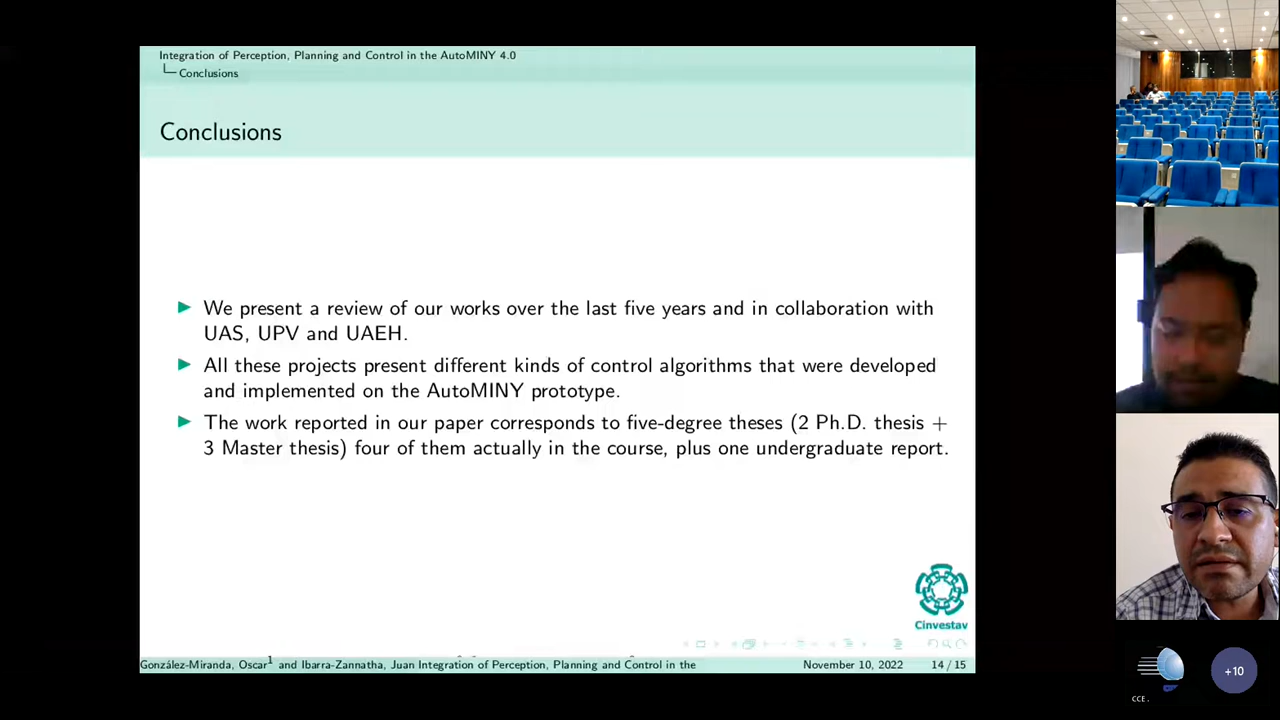 Integration of Perception, Planning and Control in the AutoMINY 4.0
Conclusions
Conclusions
We present a review of our works over the last five years and in collaboration with
UAS, UPV and UAEH.
All these projects present different kinds of control algorithms that were developed
and implemented on the AutoMINY prototype.
The work reported in our paper corresponds to five-degree theses (2 Ph.D. thesis +
3 Master thesis) four of them actually in the course, plus one undergraduate report.
Cinvestav
González-Miranda, Oscar1 and Ibarra-Zannatha, Juan Integration of Perception, Planning and Control in the
November 10, 2022
14 / 15
+10
CCE .